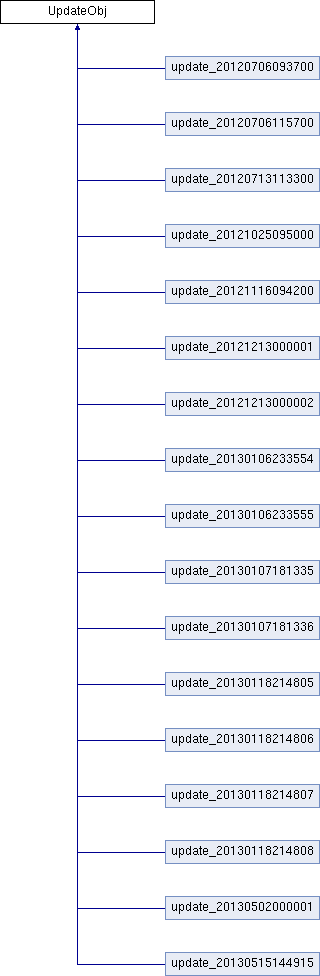 UpdateObj
update_20120706093700
update_20120706115700
update_20120713113300
update_20121025095000
update_20121116094200
update_20121213000001
update_20121213000002
update_20130106233554
update_20130106233555
update_20130107181335
update_20130107181336
update_20130118214805
update_20130118214806
update_20130118214807
update_20130118214808
update_20130502000001
update_20130515144915